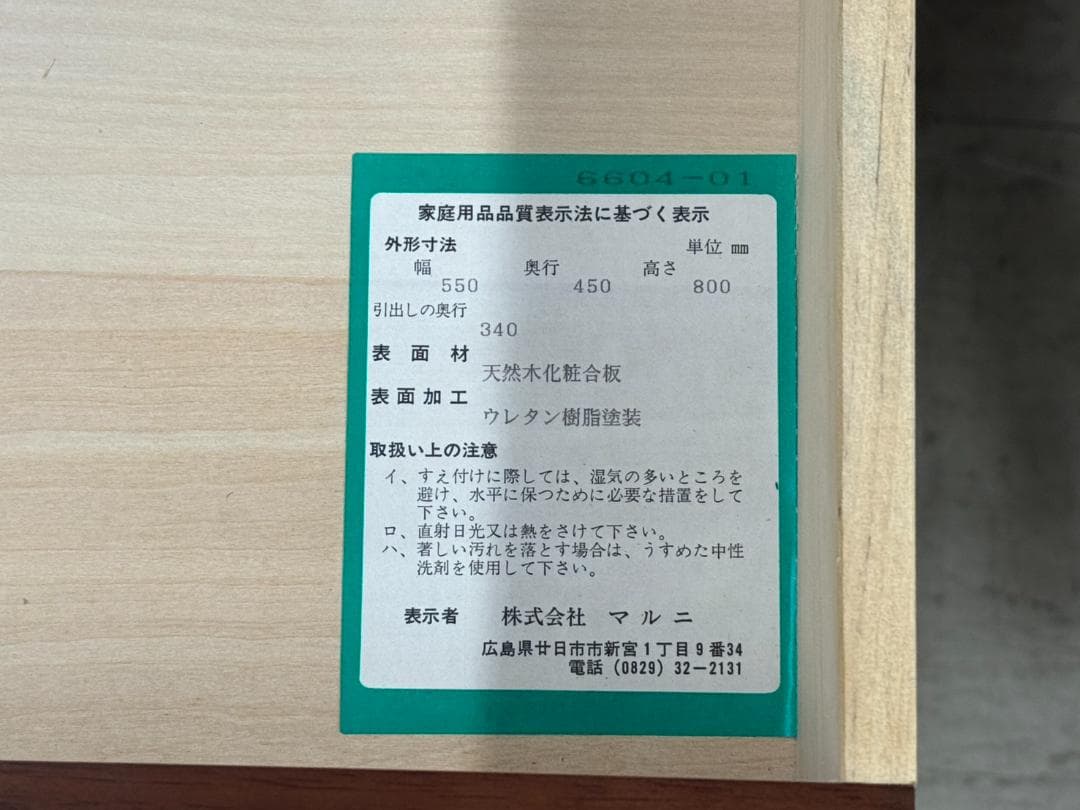 6604-01
家庭用品品質表示法に基づく表示
外形寸法 単位 mm
幅 奥行 高さ
550 450 800
引出しの奥行
340
表面材
天然木化粧合板
表面加工
ウレタン樹脂塗装
取扱い上の注意
イ、すえ付けに際しては、湿気の多いところを
避け、水平に保つために必要な措置をして
下さい。
ロ、直射日光又は熱をさけて下さい。
ハ、著しい汚れを落とす場合は、うすめた中性
洗剤を使用して下さい。
表示者 株式会社 マルニ
広島県廿日市市新宮1丁目9番34
電話 (0829) 32-2131